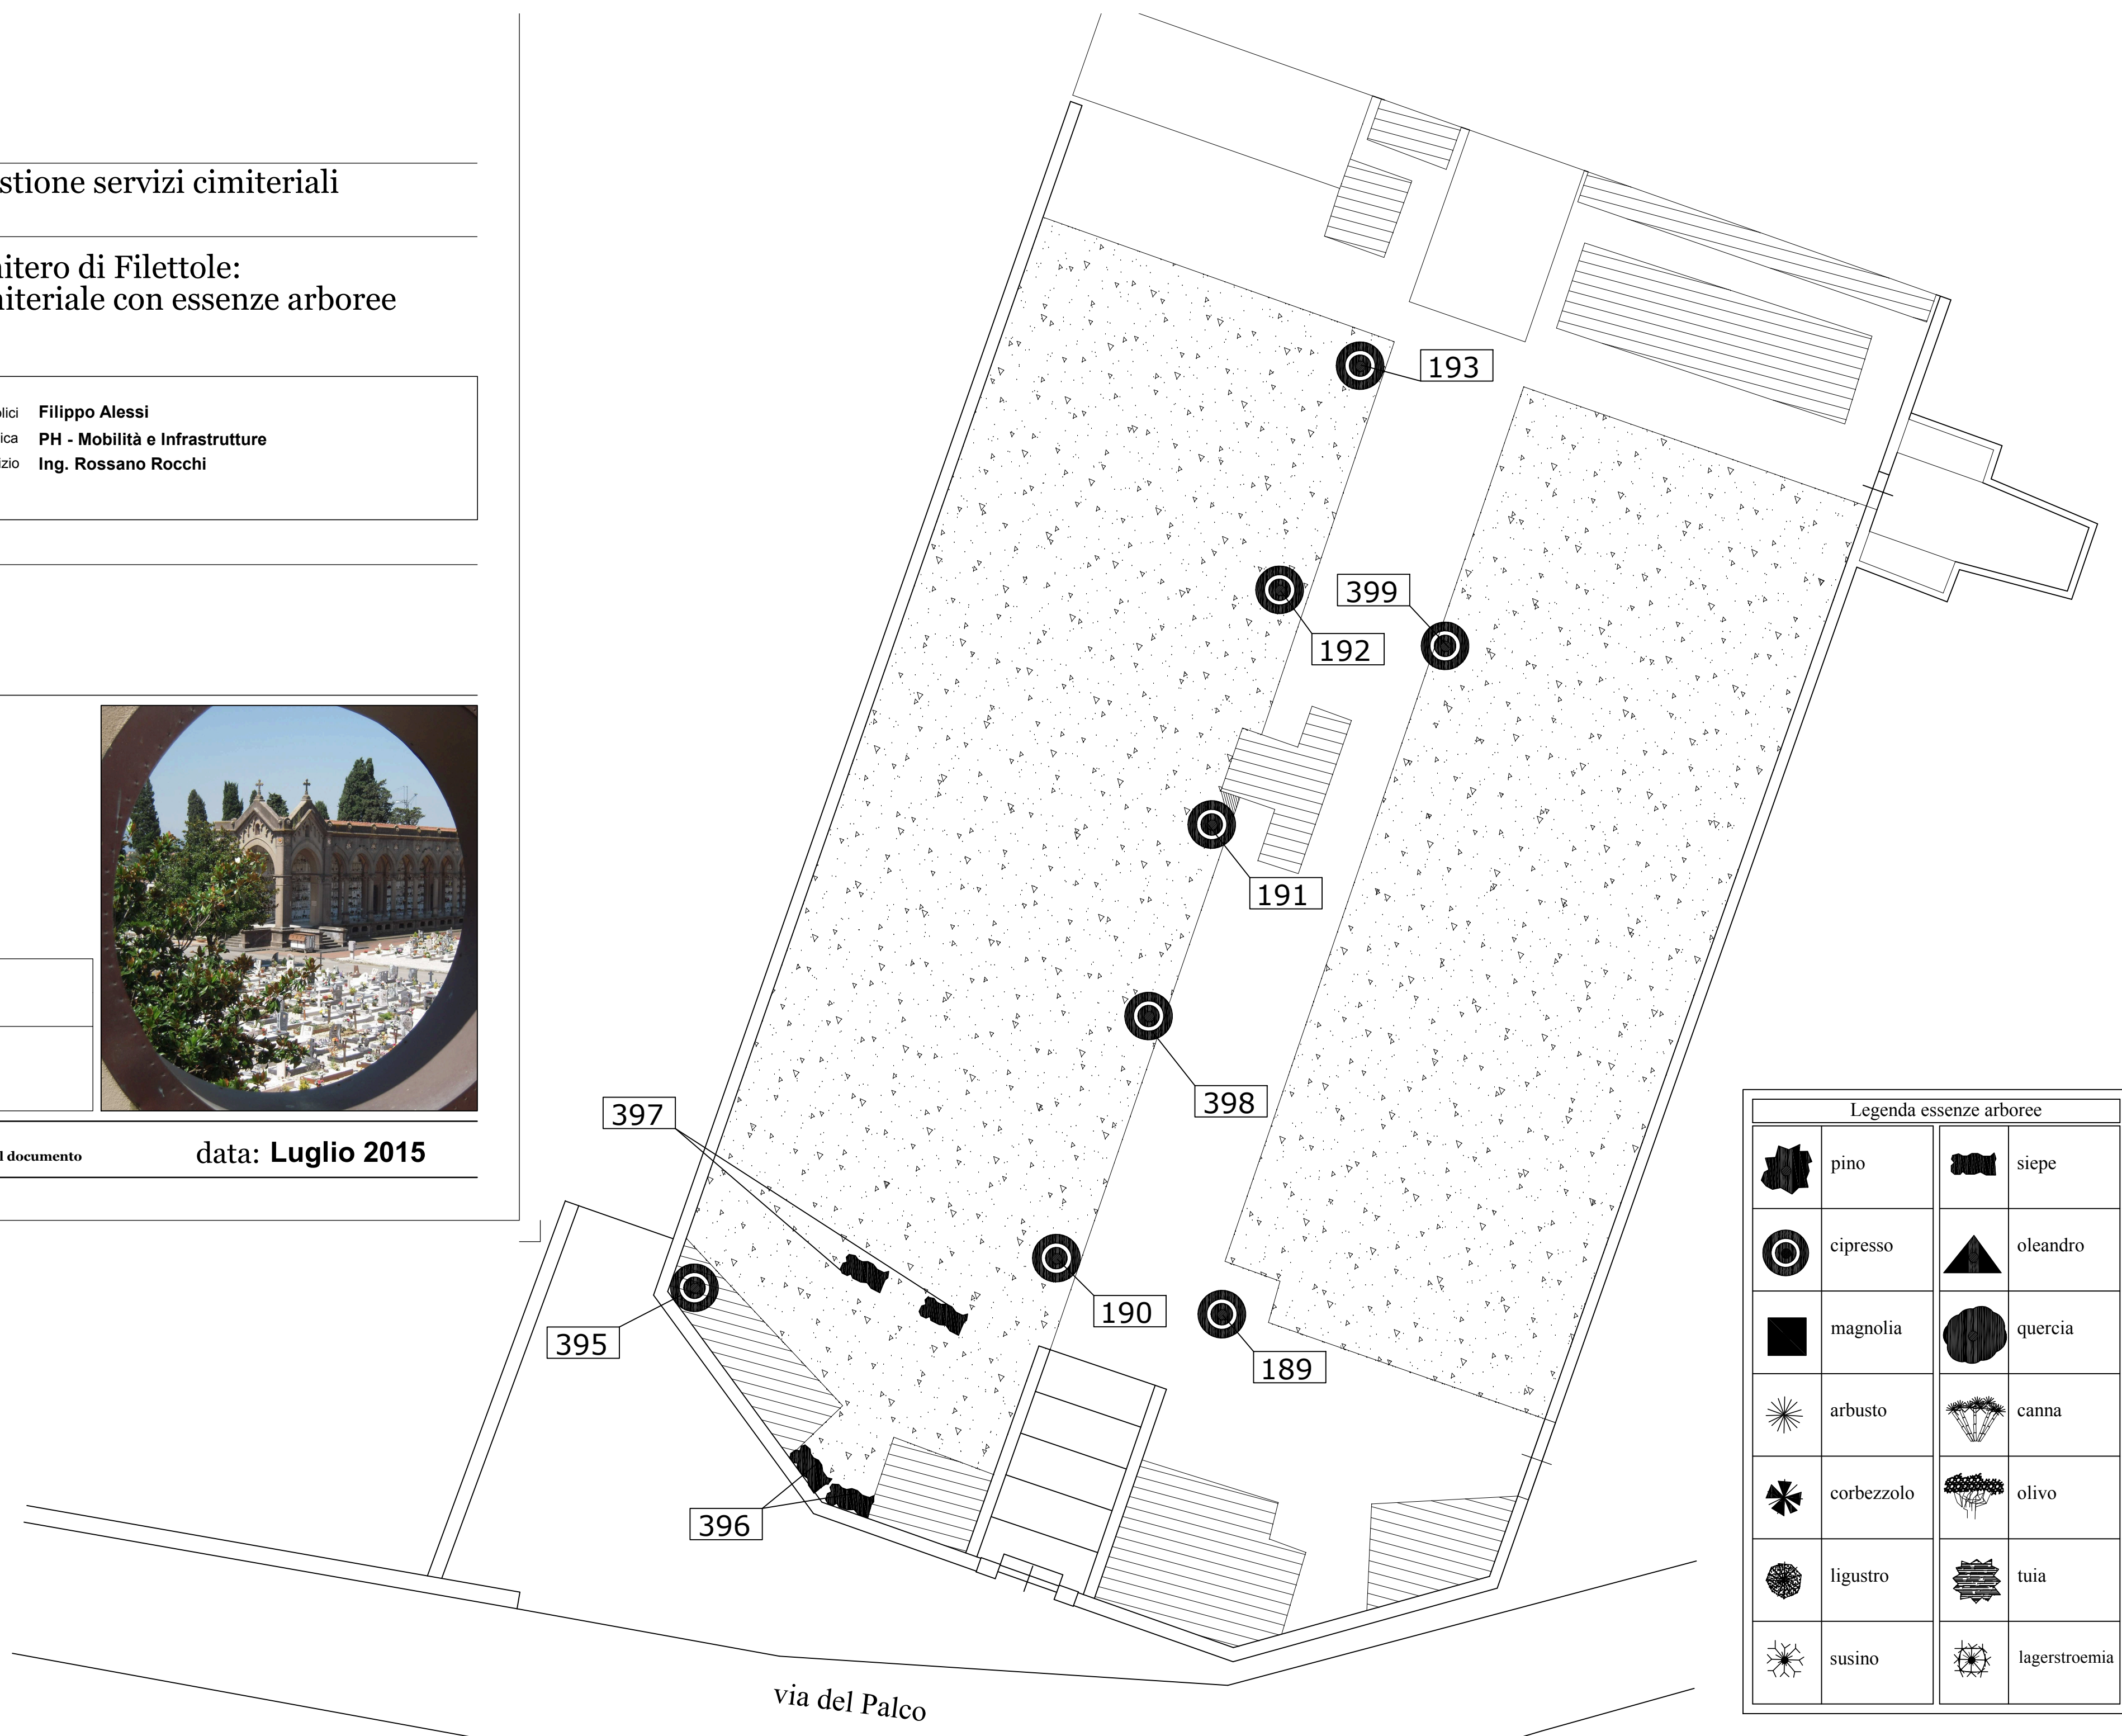 stione servizi cimiteriali
itero di Filettole:
iteriale con essenze arboree
lici Filippo Alessi
ica PH - Mobilità e Infrastrutture
izio Ing. Rossano Rocchi
l documento
data: Luglio 2015
193
399
192
191
398
397
190
395
189
396
via del Palco
Legenda essenze arboree
pino
siepe
cipresso
oleandro
magnolia
quercia
arbusto
canna
corbezzolo
olivo
ligustro
tuia
susino
lagerstroemia